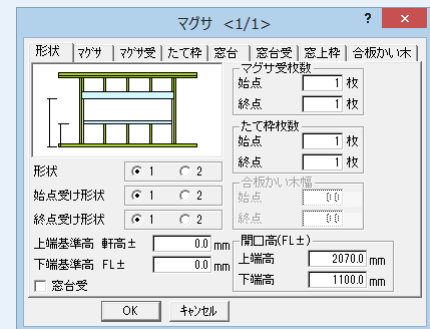 マグサ <1/1>
?
×
形状 マグサ マグサ受 たて枠 窓台 窓台受 窓上枠 合板かい木
マグサ受枚数
始点 1 枚
終点 1 枚
たて枠枚数
始点 1 枚
終点 1 枚
合板かい木幅
始点 0.0
終点 0.0
形状 1 2
始点受け形状 1 2
終点受け形状 1 2
上端基準高 軒高± 0.0 mm
下端基準高 FL± 0.0 mm
窓台受
開口高(FL±)
上端高 2070.0 mm
下端高 1100.0 mm
OK キャンセル